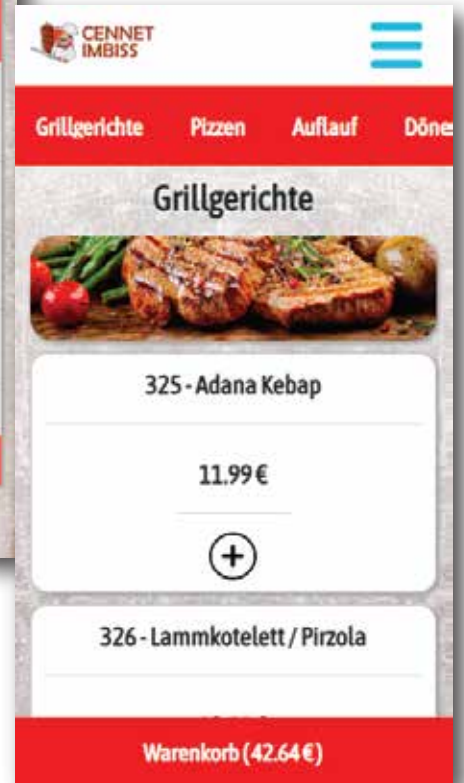 CENNET
IMBISS
Grillgerichte Pizzen Auflauf Döne
Grillgerichte
325 - Adana Kebap
11.99 €
326 - Lammkotelett / Pirzola
Warenkorb (42.64 €)